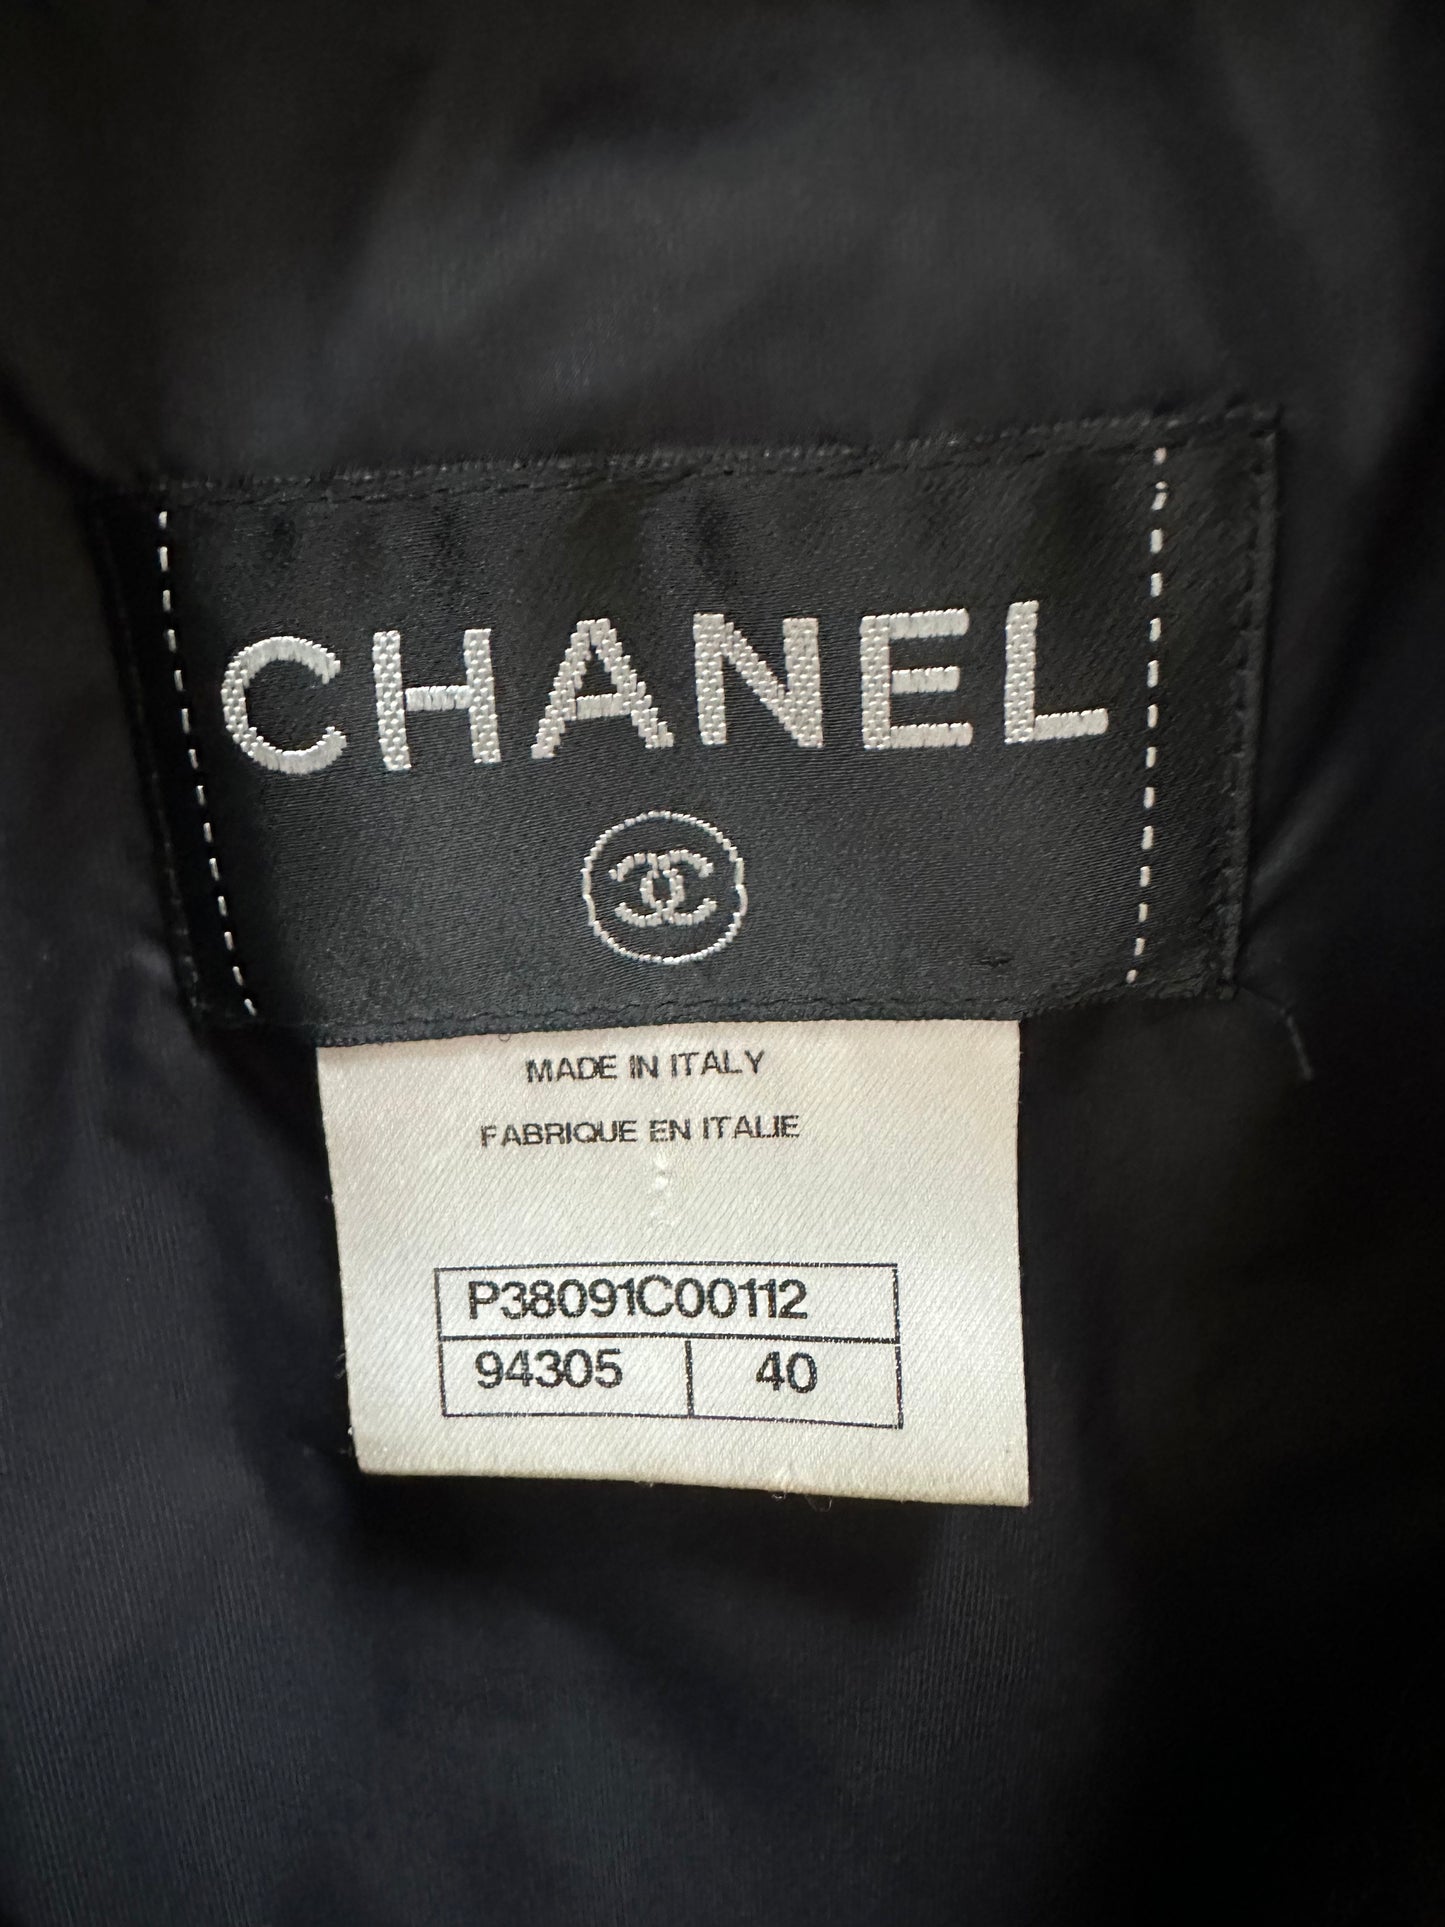 CHANEL
MADE IN ITALY
FABRIQUE EN ITALIE
P38091C00112
94305 40